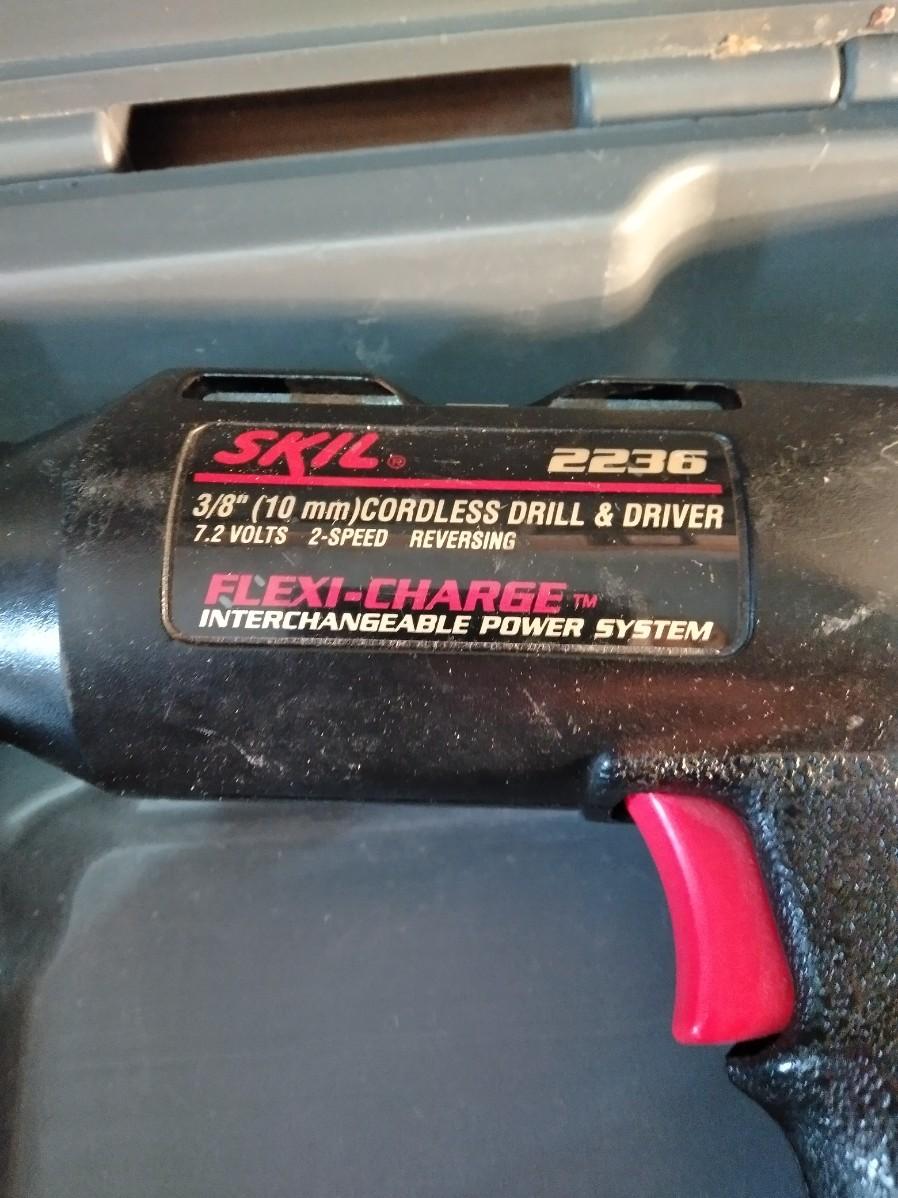 SKIL® 2236
3/8" (10 mm)CORDLESS DRILL & DRIVER
7.2 VOLTS 2-SPEED REVERSING
FLEXI-CHARGE™
INTERCHANGEABLE POWER SYSTEM